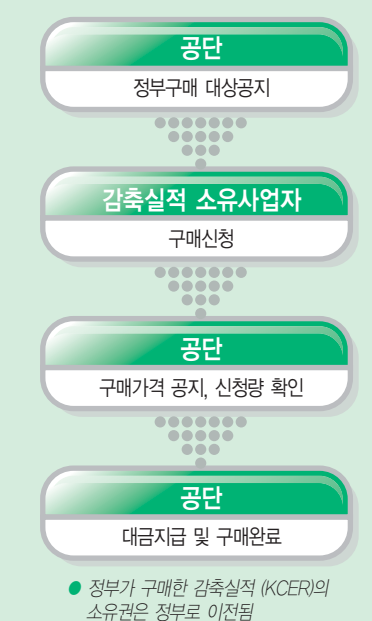 공단
정부구매 대상공지
감축실적 소유사업자
구매신청
공단
구매가격 공지, 신청량 확인
공단
대금지급 및 구매완료
● 정부가 구매한 감축실적 (KCER)의
소유권은 정부로 이전됨